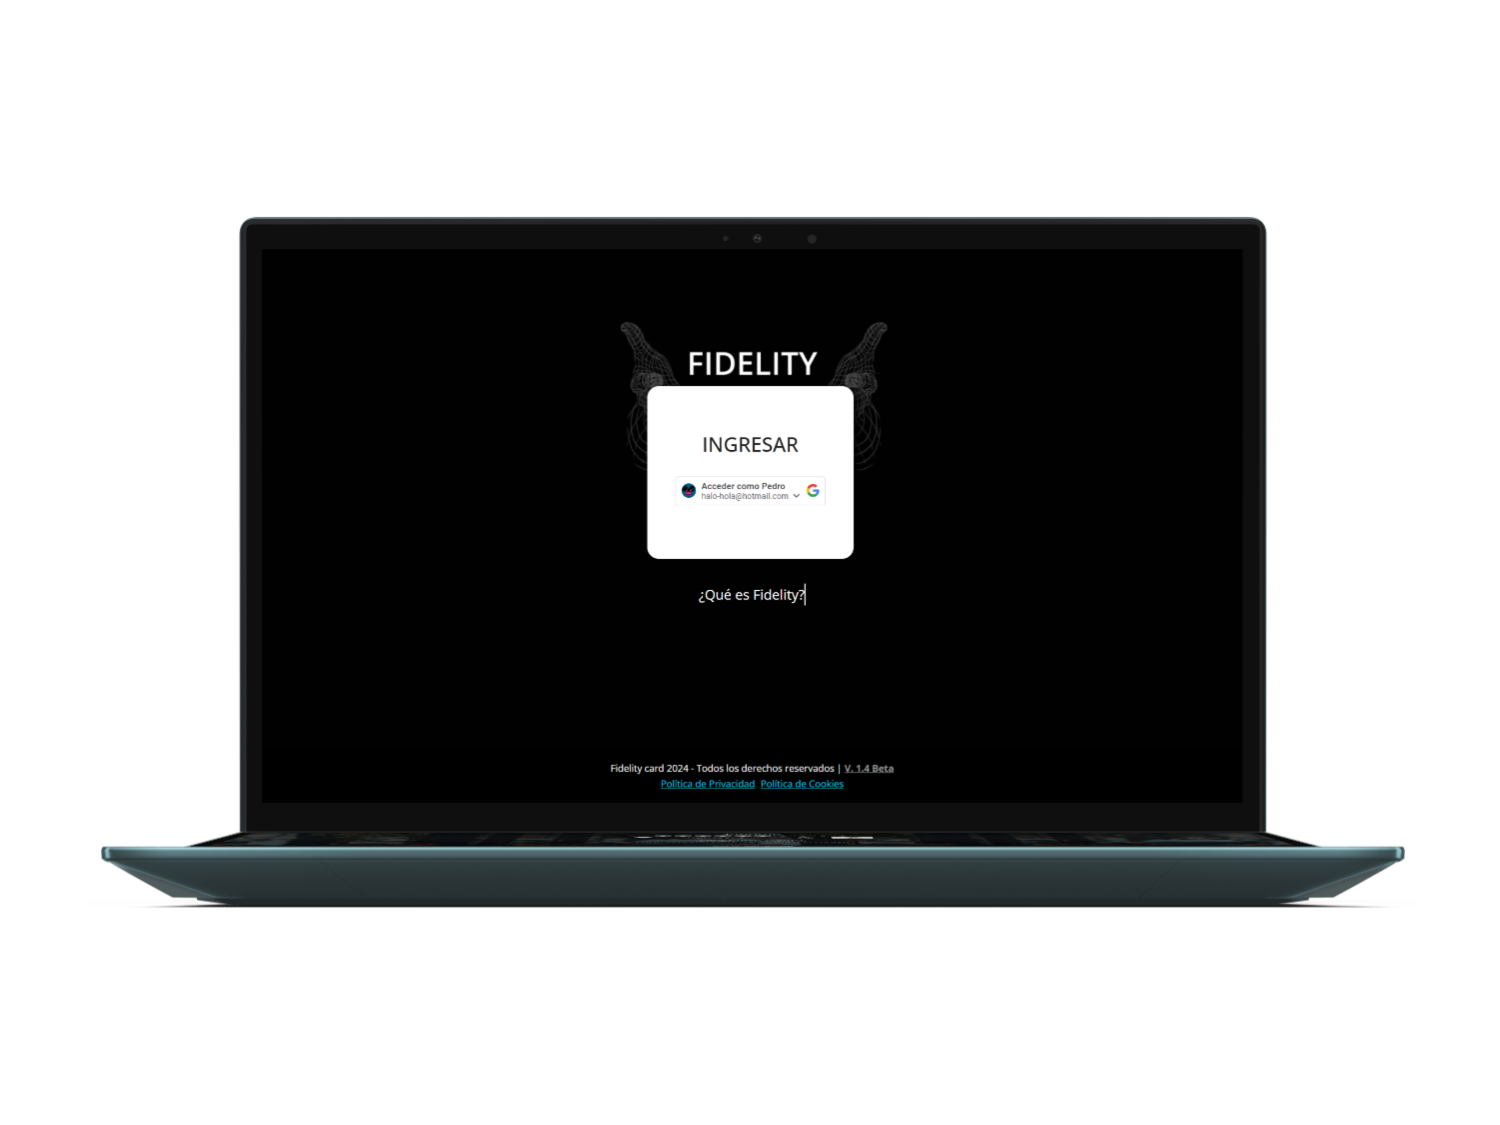 FIDELITY
INGRESAR
Acceder como Pedro
halo-hola@hotmail.com
¿Qué es Fidelity?
Fidelity card 2024 - Todos los derechos reservados | V. 1.4 Beta
Política de Privacidad Política de Cookies